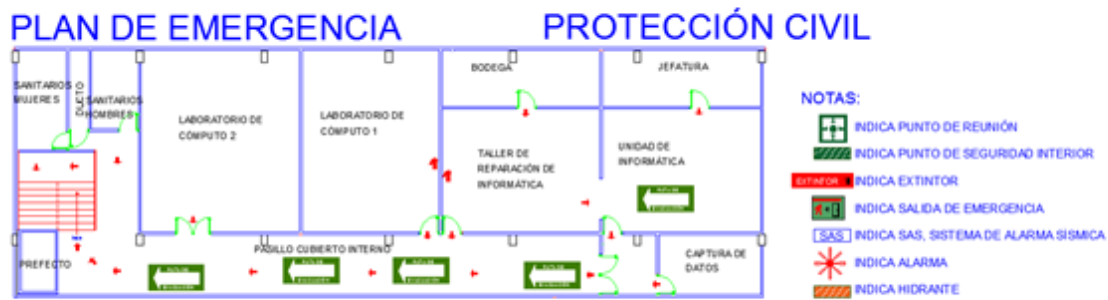 PLAN DE EMERGENCIA
PROTECCIÓN CIVIL
BODEGA
JEFATURA
SANITARIOS
MUJERES
DUCTO
SANITARIOS
HOMBRES
LABORATORIO DE
CÓMPUTO 2
LABORATORIO DE
CÓMPUTO 1
TALLER DE
REPARACIÓN DE
INFORMÁTICA
UNIDAD DE
INFORMÁTICA
PREFECTO
PASILLO CUBIERTO INTERNO
CAPTURA DE
DATOS
NOTAS:
INDICA PUNTO DE REUNIÓN
INDICA PUNTO DE SEGURIDAD INTERIOR
EXTINTOR INDICA EXTINTOR
INDICA SALIDA DE EMERGENCIA
SAS INDICA SAS, SISTEMA DE ALARMA SÍSMICA
INDICA ALARMA
INDICA HIDRANTE